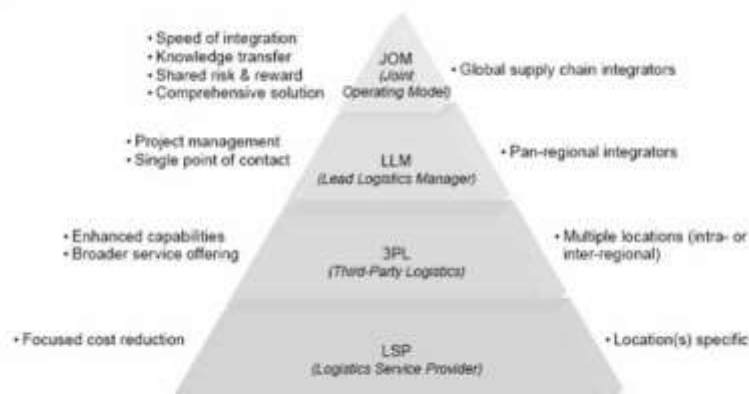 • Speed of integration
• Knowledge transfer
• Shared risk & reward
• Comprehensive solution
JOM
(Joint
Operating Model)
• Global supply chain integrators
• Project management
• Single point of contact
LLM
(Lead Logistics Manager)
• Pan-regional integrators
• Enhanced capabilities
• Broader service offering
3PL
(Third-Party Logistics)
• Multiple locations (intra- or
inter-regional)
• Focused cost reduction
LSP
(Logistics Service Provider)
• Location(s) specific